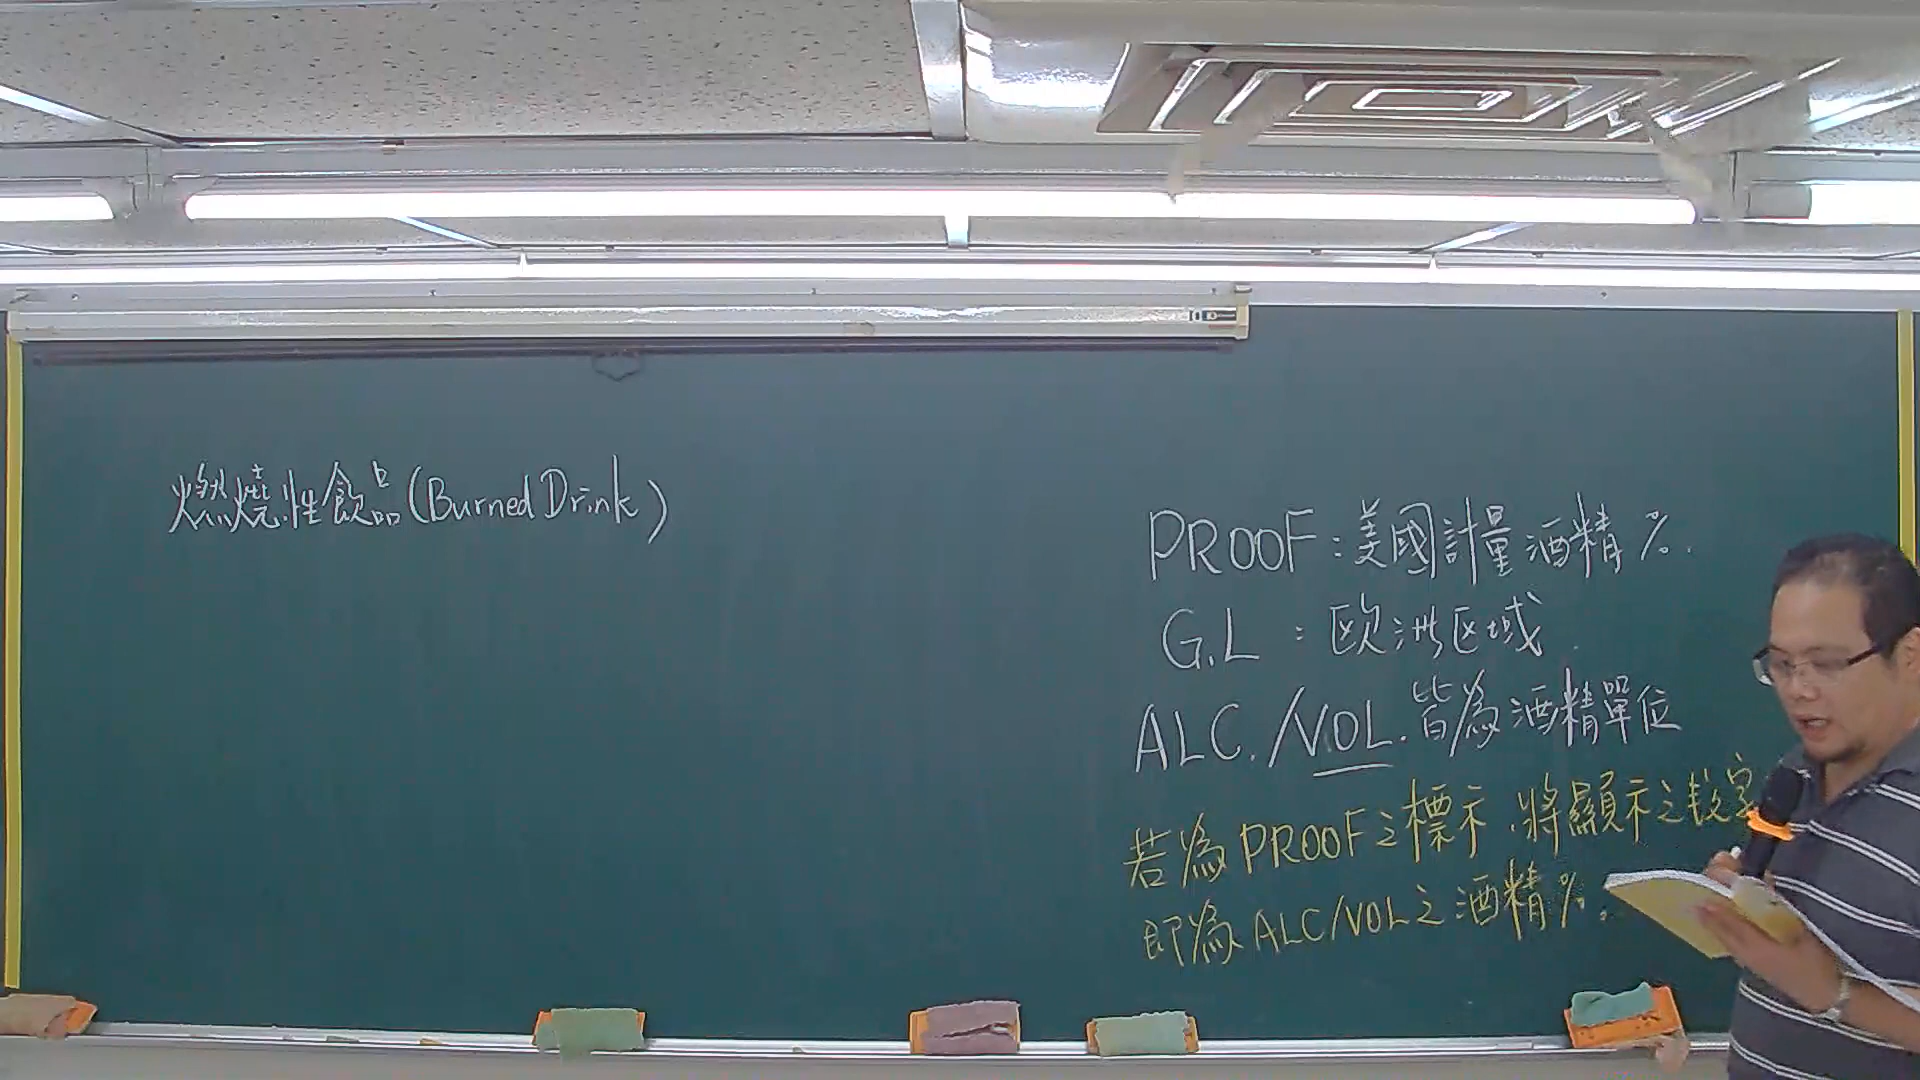 燃燒性飲品(Burned Drink)
PROOF:美國計量酒精%.
G.L:歐洲区域.
ALC./VOL.皆為酒精單位
若為PROOF之標示,將顯示之数字
即為ALC/VOL之酒精%.